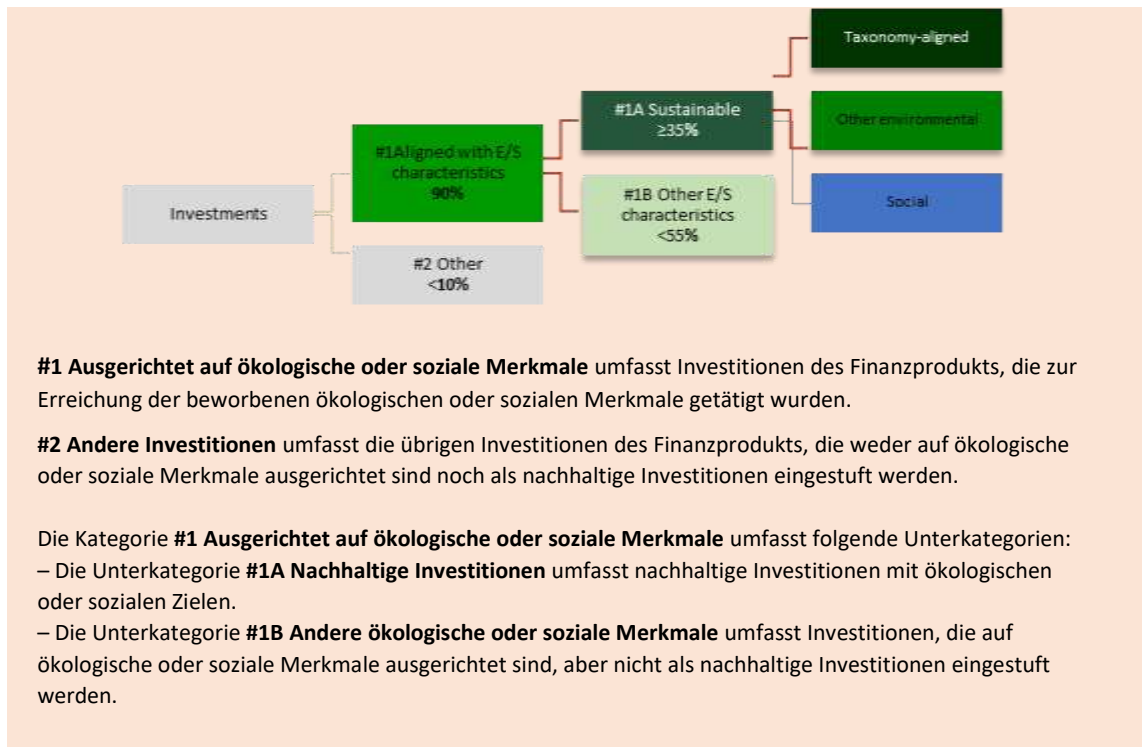 Taxonomy-aligned
#1A Sustainable
≥35%
Other environmental
#1Aligned with E/S
characteristics
90%
#1B Other E/S
characteristics
<55%
Investments
Social
#2 Other
<10%
#1 Ausgerichtet auf ökologische oder soziale Merkmale umfasst Investitionen des Finanzprodukts, die zur
Erreichung der beworbenen ökologischen oder sozialen Merkmale getätigt wurden.
#2 Andere Investitionen umfasst die übrigen Investitionen des Finanzprodukts, die weder auf ökologische
oder soziale Merkmale ausgerichtet sind noch als nachhaltige Investitionen eingestuft werden.
Die Kategorie #1 Ausgerichtet auf ökologische oder soziale Merkmale umfasst folgende Unterkategorien:
– Die Unterkategorie #1A Nachhaltige Investitionen umfasst nachhaltige Investitionen mit ökologischen
oder sozialen Zielen.
– Die Unterkategorie #1B Andere ökologische oder soziale Merkmale umfasst Investitionen, die auf
ökologische oder soziale Merkmale ausgerichtet sind, aber nicht als nachhaltige Investitionen eingestuft
werden.